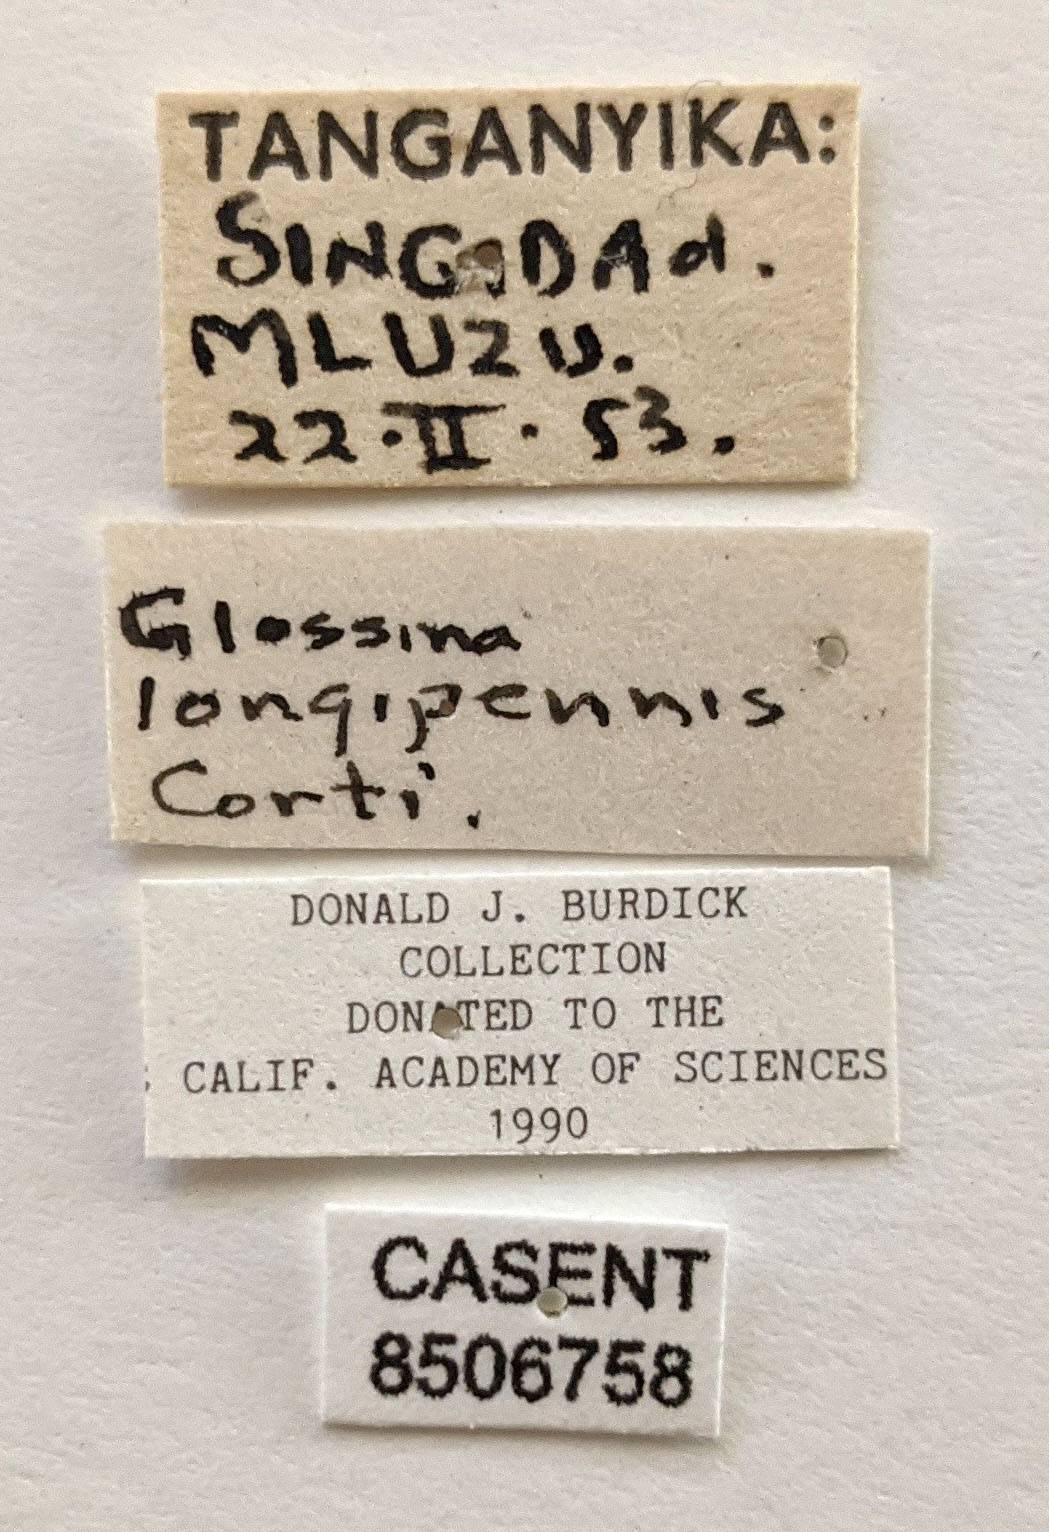 TANGANYIKA:
SINGIDA d.
MLUZU.
22·II·53.
Glossina
longipennis
Corti.
DONALD J. BURDICK
COLLECTION
DONATED TO THE
CALIF. ACADEMY OF SCIENCES
1990
CASENT
8506758